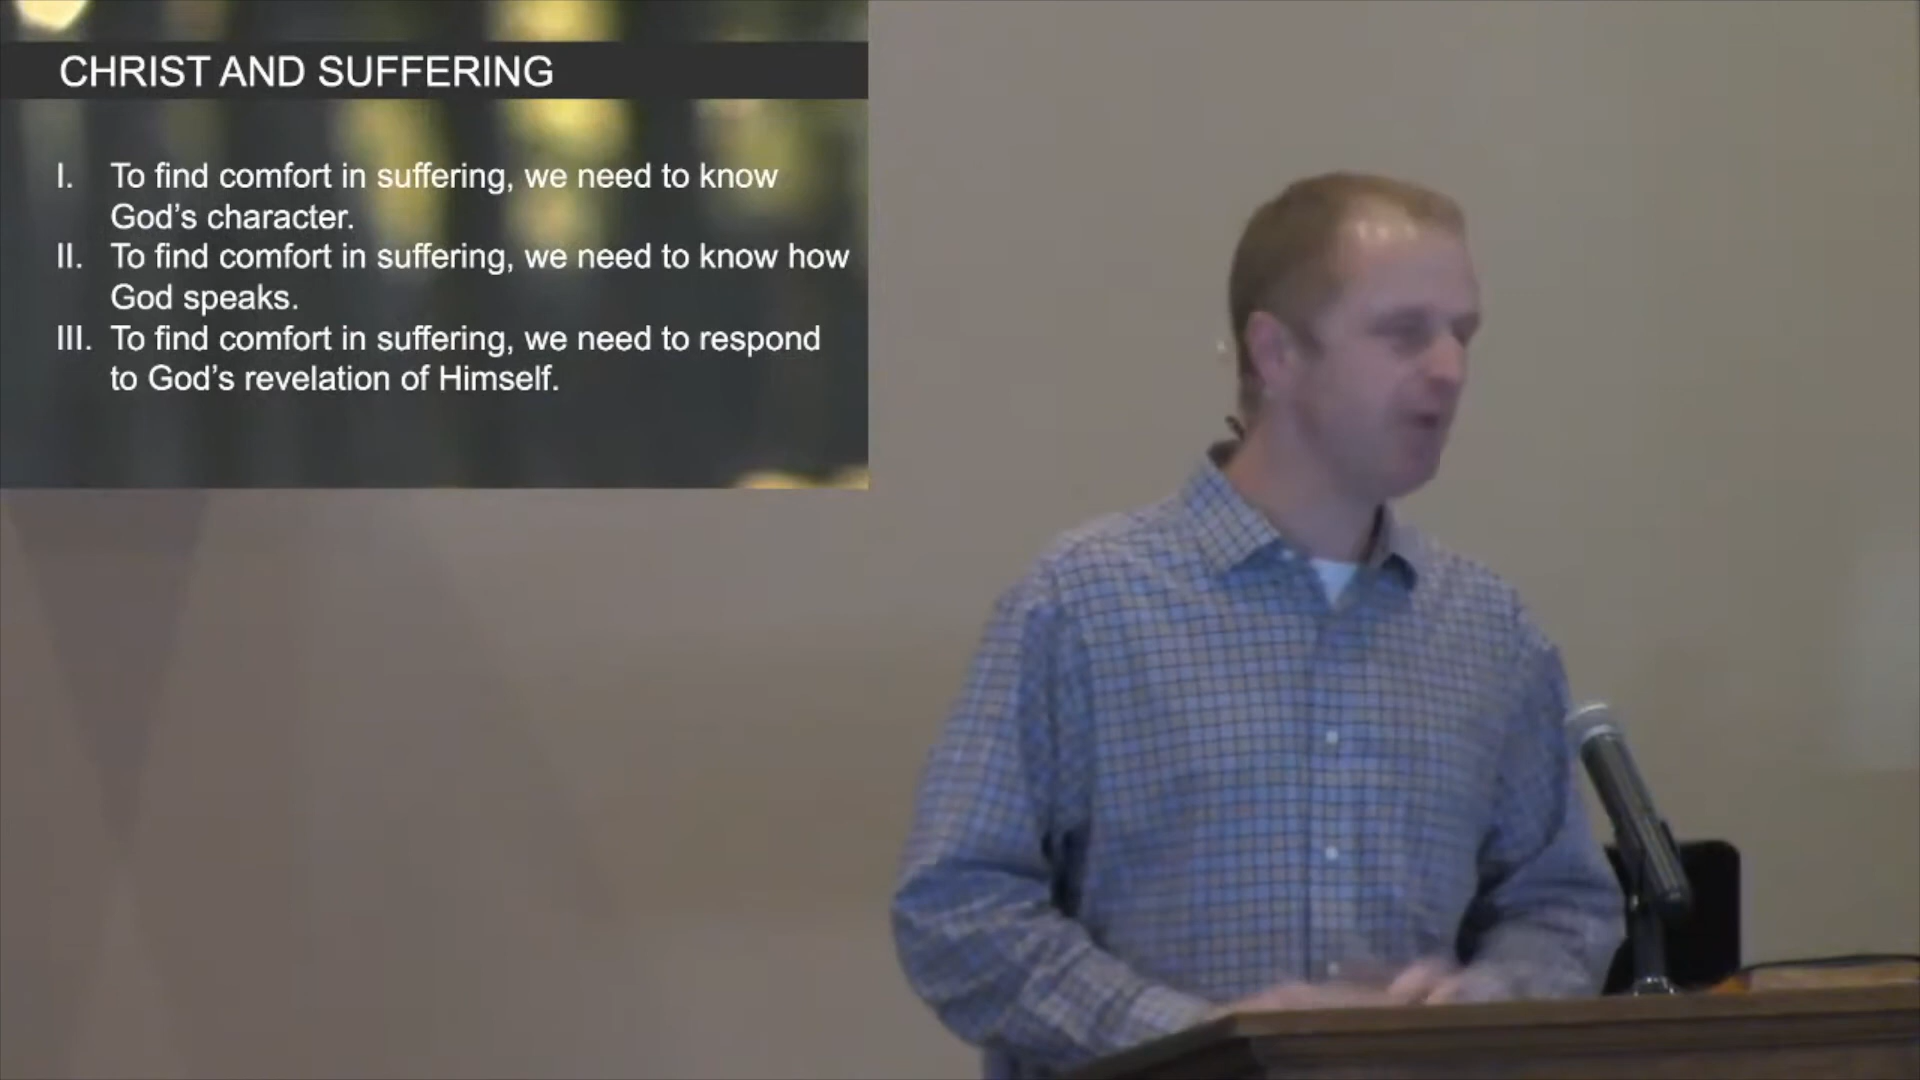 CHRIST AND SUFFERING
I. To find comfort in suffering, we need to know
God’s character.
II. To find comfort in suffering, we need to know how
God speaks.
III. To find comfort in suffering, we need to respond
to God’s revelation of Himself.